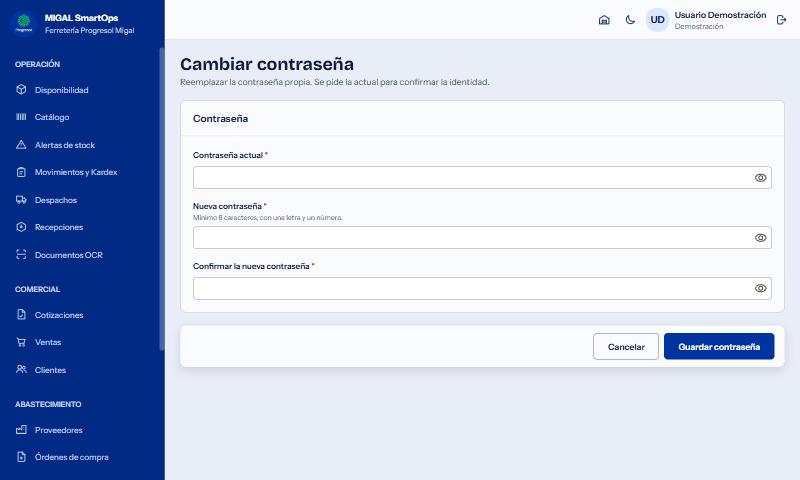 MIGAL SmartOps
Ferretería Progresol Migal
Progresol
OPERACIÓN
Disponibilidad
Catálogo
Alertas de stock
Movimientos y Kardex
Despachos
Recepciones
Documentos OCR
COMERCIAL
Cotizaciones
Ventas
Clientes
ABASTECIMIENTO
Proveedores
Órdenes de compra
UD
Usuario Demostración
Demostración
Cambiar contraseña
Reemplazar la contraseña propia. Se pide la actual para confirmar la identidad.
Contraseña
Contraseña actual *
Nueva contraseña *
Mínimo 8 caracteres, con una letra y un número.
Confirmar la nueva contraseña *
Cancelar
Guardar contraseña